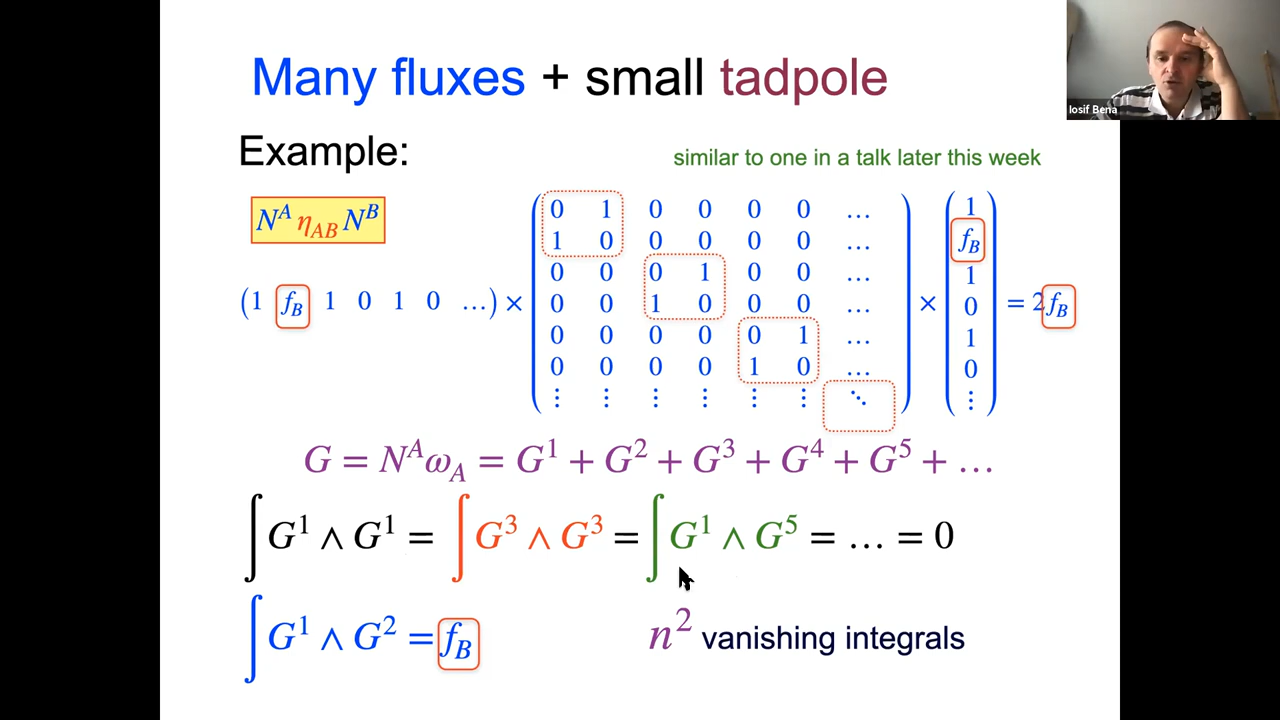 Many fluxes + small tadpole
Iosif Bena
Example:
similar to one in a talk later this week
N^A η_{AB} N^B
(1 f_B 1 0 1 0 …) ×
0 1 0 0 0 0 …
1 0 0 0 0 0 …
0 0 0 1 0 0 …
0 0 1 0 0 0 …
0 0 0 0 0 1 …
0 0 0 0 1 0 …
⋮ ⋮ ⋮ ⋮ ⋮ ⋮ ⋱
×
1
f_B
1
0
1
0
⋮
= 2 f_B
G = N^A ω_A = G^1 + G^2 + G^3 + G^4 + G^5 + …
∫ G^1 ∧ G^1 = ∫ G^3 ∧ G^3 = ∫ G^1 ∧ G^5 = … = 0
∫ G^1 ∧ G^2 = f_B
n^2 vanishing integrals